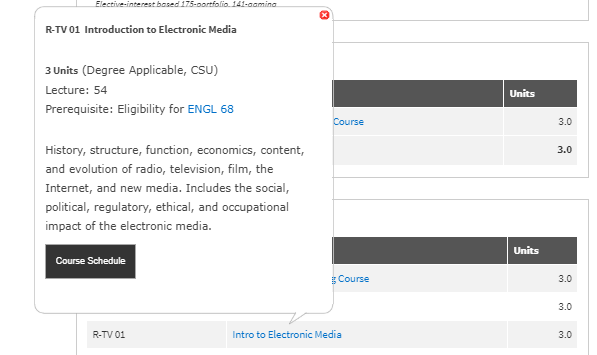 Elective-interest based 175-portfolio, 141-gaming
R-TV 01 Introduction to Electronic Media
3 Units (Degree Applicable, CSU)
Lecture: 54
Prerequisite: Eligibility for ENGL 68
History, structure, function, economics, content,
and evolution of radio, television, film, the
Internet, and new media. Includes the social,
political, regulatory, ethical, and occupational
impact of the electronic media.
Course Schedule
Units
Course 3.0
3.0
Units
Course 3.0
3.0
R-TV 01 Intro to Electronic Media 3.0